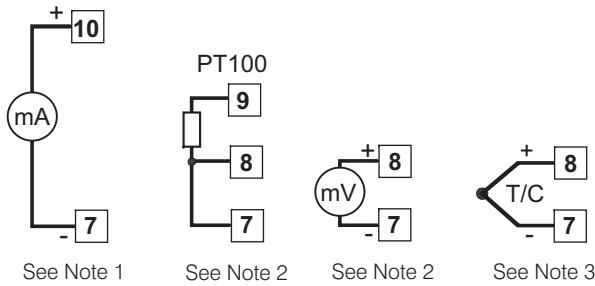 + 10
mA
- 7
See Note 1
PT100
9
8
7
See Note 2
+ 8
mV
- 7
See Note 2
+ 8
T/C
- 7
See Note 3